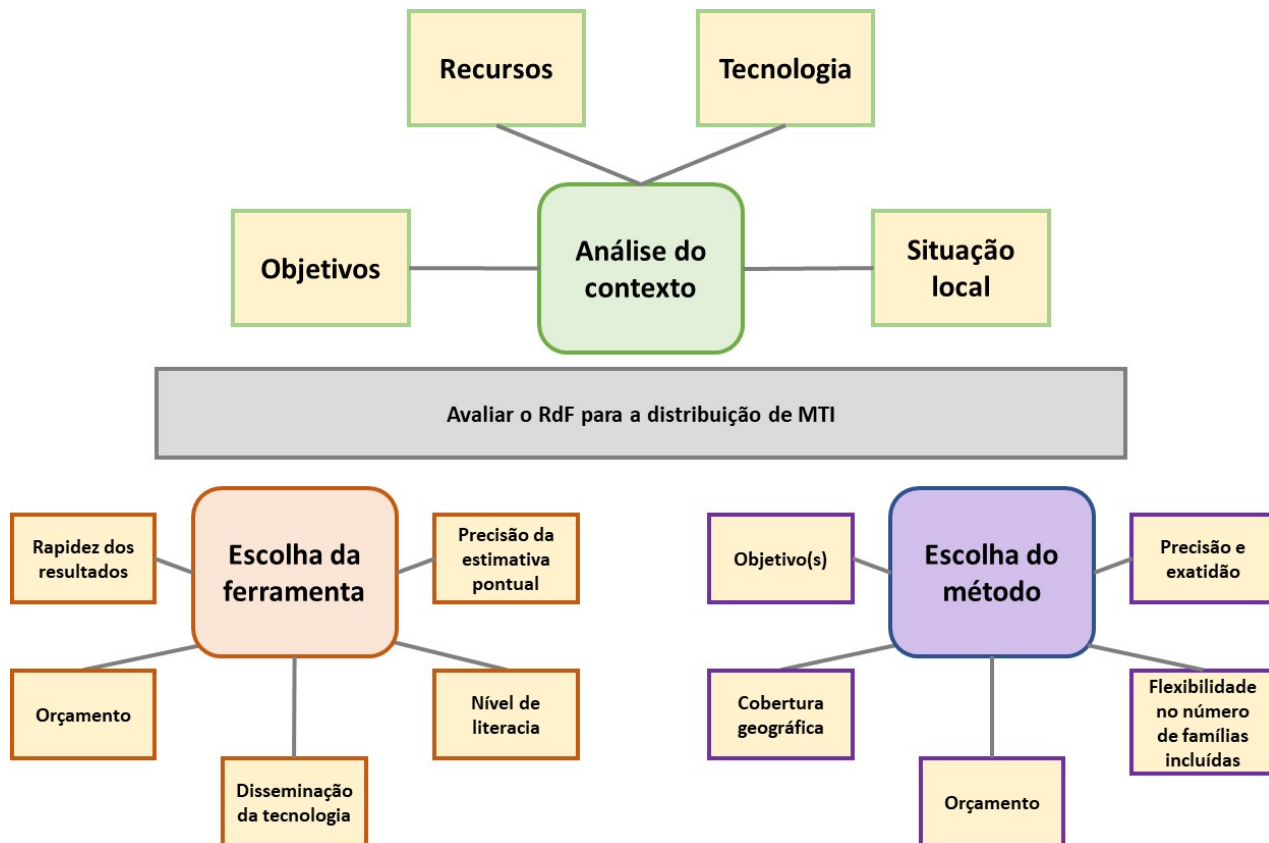 Recursos
Tecnologia
Objetivos
Análise do
contexto
Situação
local
Avaliar o RdF para a distribuição de MTI
Rapidez dos
resultados
Escolha da
ferramenta
Precisão da
estimativa
pontual
Orçamento
Nível de
literacia
Disseminação
da tecnologia
Objetivo(s)
Escolha do
método
Precisão e
exatidão
Cobertura
geográfica
Flexibilidade
no número
de famílias
incluídas
Orçamento